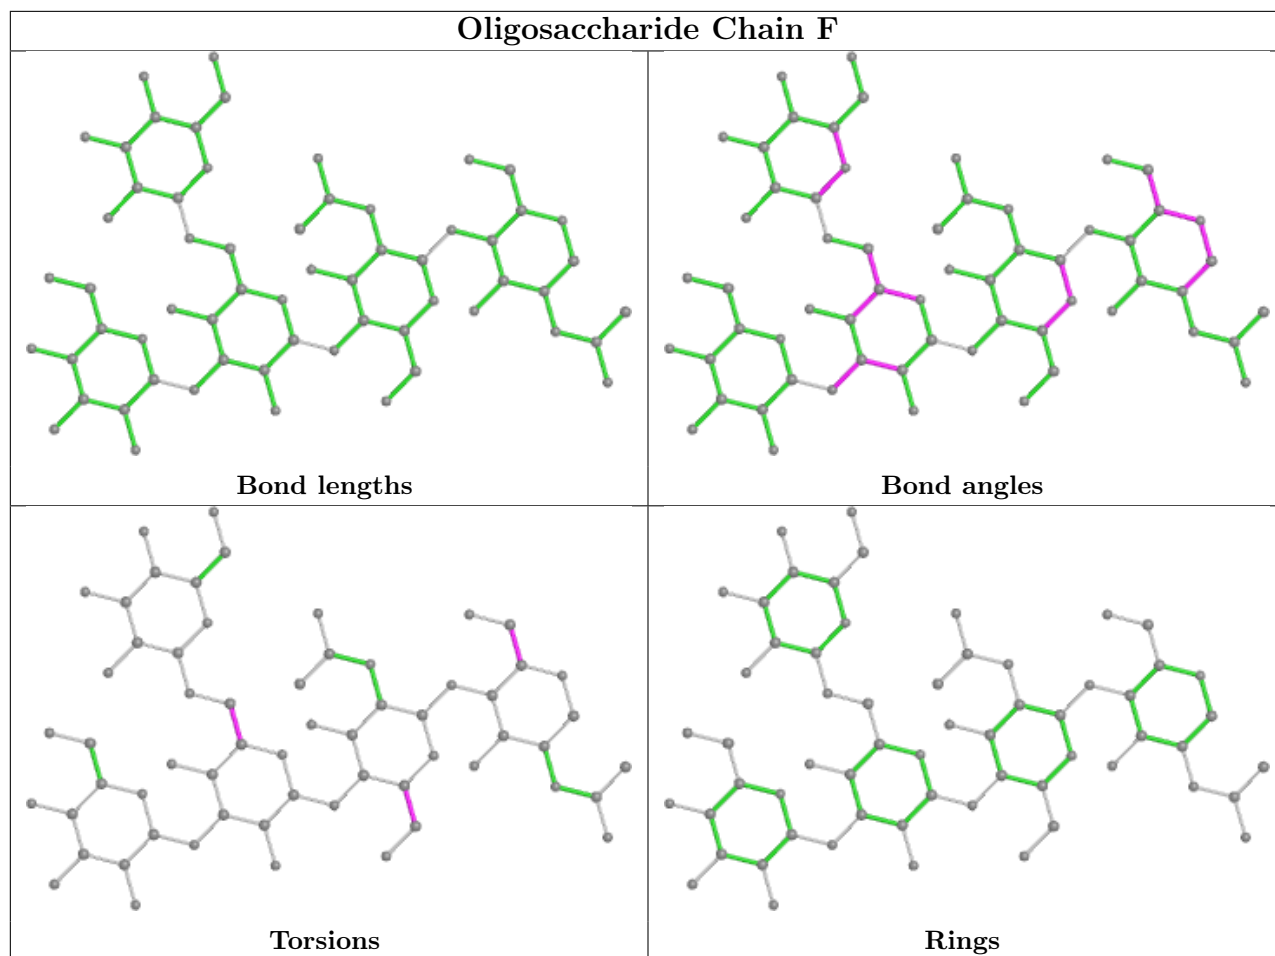 Oligosaccharide Chain F
Bond lengths
Bond angles
Torsions
Rings